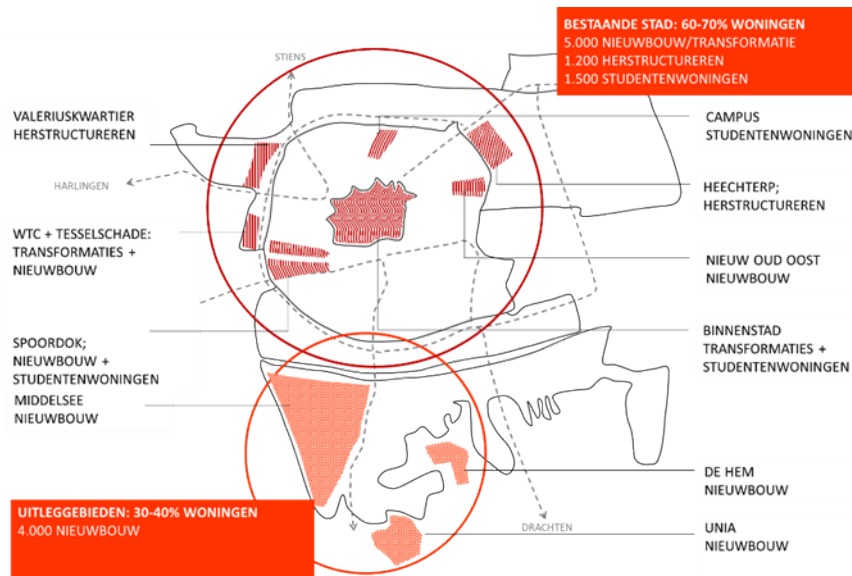 BESTAANDE STAD: 60-70% WONINGEN
5.000 NIEUWBOUW/TRANSFORMATIE
1.200 HERSTRUCTUREREN
1.500 STUDENTENWONINGEN
STIENS
VALERIUSKWARTIER
HERSTRUCTUREREN
CAMPUS
STUDENTENWONINGEN
HARLINGEN
HEECHTERP;
HERSTRUCTUREREN
WTC + TESSELSCHADE:
TRANSFORMATIES +
NIEUWBOUW
NIEUW OUD OOST
NIEUWBOUW
SPOORDOK;
NIEUWBOUW +
STUDENTENWONINGEN
BINNENSTAD
TRANSFORMATIES +
STUDENTENWONINGEN
MIDDELSEE
NIEUWBOUW
DE HEM
NIEUWBOUW
UITLEGGEBIEDEN: 30-40% WONINGEN
4.000 NIEUWBOUW
DRACHTEN
UNIA
NIEUWBOUW